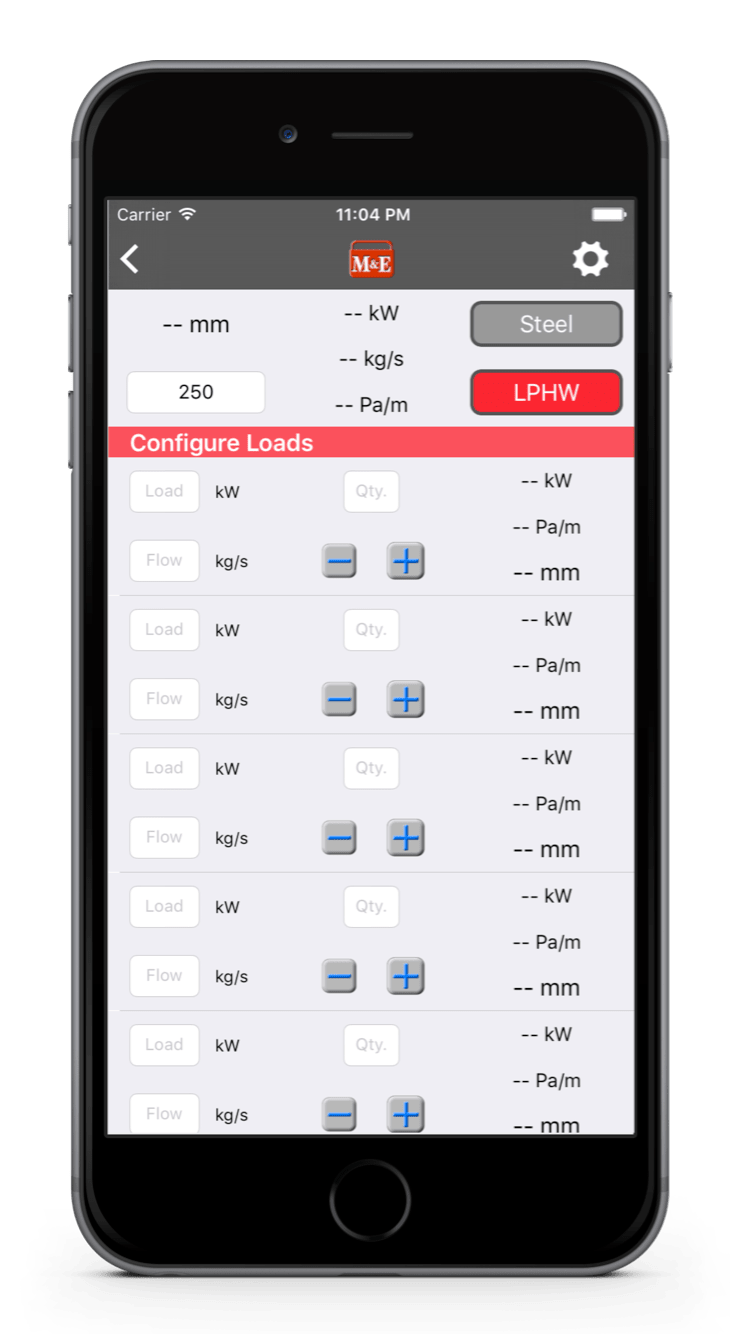 Carrier 11:04 PM
M&E
-- mm -- kW Steel
-- kg/s
250 -- Pa/m LPHW
Configure Loads
Load kW Qty. -- kW
-- Pa/m
Flow kg/s -- mm
Load kW Qty. -- kW
-- Pa/m
Flow kg/s -- mm
Load kW Qty. -- kW
-- Pa/m
Flow kg/s -- mm
Load kW Qty. -- kW
-- Pa/m
Flow kg/s -- mm
Load kW Qty. -- kW
-- Pa/m
Flow kg/s -- mm